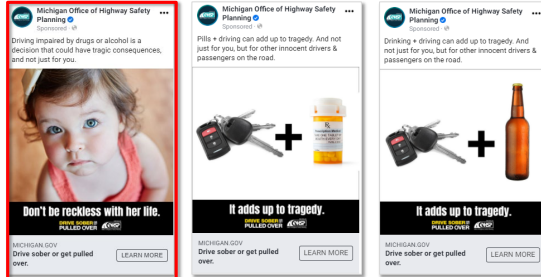 Michigan Office of Highway Safety
Planning
Sponsored
Driving impaired by drugs or alcohol is a
decision that could have tragic consequences,
and not just for you.
Don't be reckless with her life.
DRIVE SOBER OR
PULLED OVER
MICHIGAN.GOV
Drive sober or get pulled
over.
LEARN MORE
Michigan Office of Highway Safety
Planning
Sponsored
Pills + driving can add up to tragedy. And
not just for you, but for other innocent drivers &
passengers on the road.
+
It adds up to tragedy.
DRIVE SOBER OR
PULLED OVER
MICHIGAN.GOV
Drive sober or get pulled
over.
LEARN MORE
Michigan Office of Highway Safety
Planning
Sponsored
Drinking + driving can add up to tragedy. And
not just for you, but for other innocent drivers &
passengers on the road.
+
It adds up to tragedy.
DRIVE SOBER OR
PULLED OVER
MICHIGAN.GOV
Drive sober or get pulled
over.
LEARN MORE